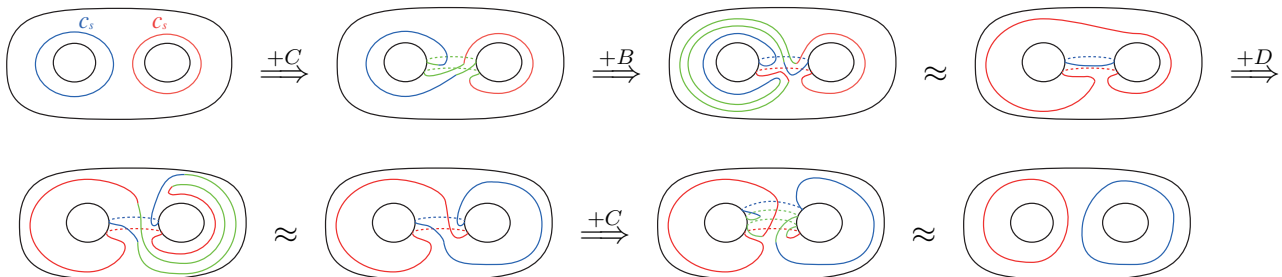 c_s c_s +C ⟹ +B ⟹ ≈ +D ⟹
≈ +C ⟹ ≈